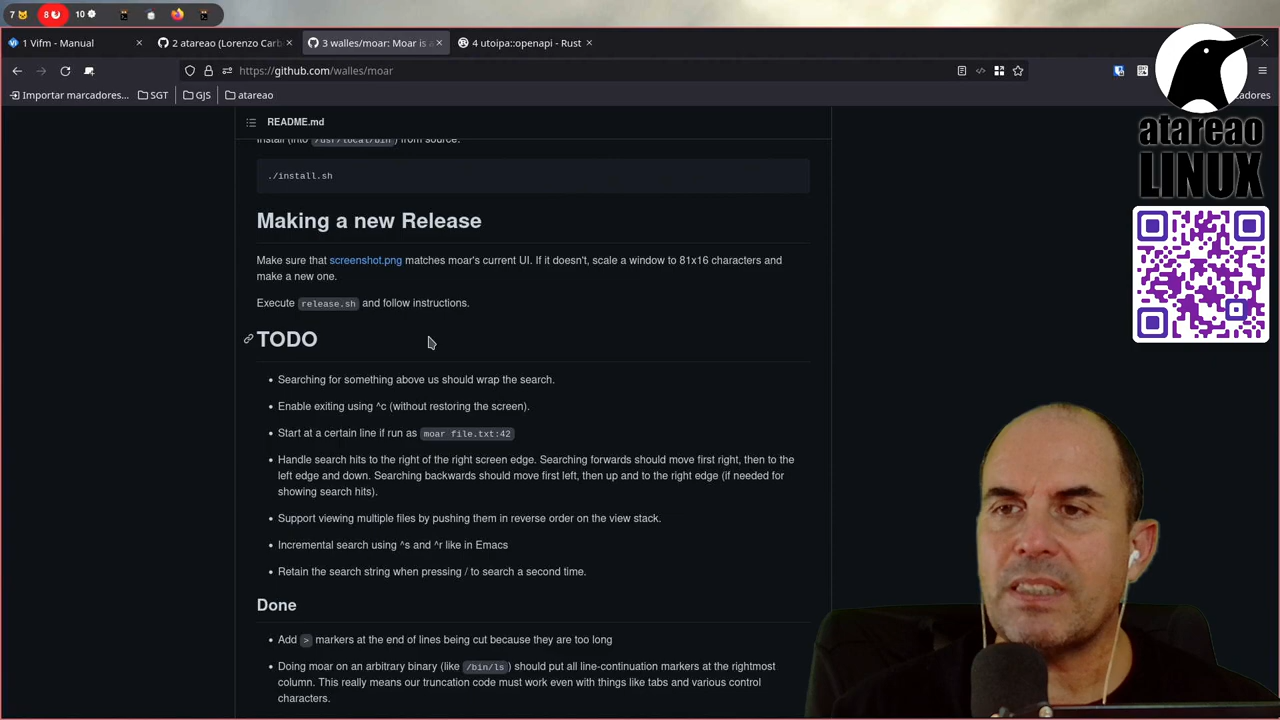 7 8 10
1 Vifm - Manual
2 atareao (Lorenzo Carb
3 walles/moar: Moar is a
4 utoipa::openapi - Rust
https://github.com/walles/moar
Importar marcadores... SGT GJS atareao
atareao
LINUX
README.md
Install (into /usr/local/bin) from source:
./install.sh
Making a new Release
Make sure that screenshot.png matches moar's current UI. If it doesn't, scale a window to 81x16 characters and
make a new one.
Execute release.sh and follow instructions.
TODO
• Searching for something above us should wrap the search.
• Enable exiting using ^c (without restoring the screen).
• Start at a certain line if run as moar file.txt:42
• Handle search hits to the right of the right screen edge. Searching forwards should move first right, then to the
left edge and down. Searching backwards should move first left, then up and to the right edge (if needed for
showing search hits).
• Support viewing multiple files by pushing them in reverse order on the view stack.
• Incremental search using ^s and ^r like in Emacs
• Retain the search string when pressing / to search a second time.
Done
• Add > markers at the end of lines being cut because they are too long
• Doing moar on an arbitrary binary (like /bin/ls) should put all line-continuation markers at the rightmost
column. This really means our truncation code must work even with things like tabs and various control
characters.